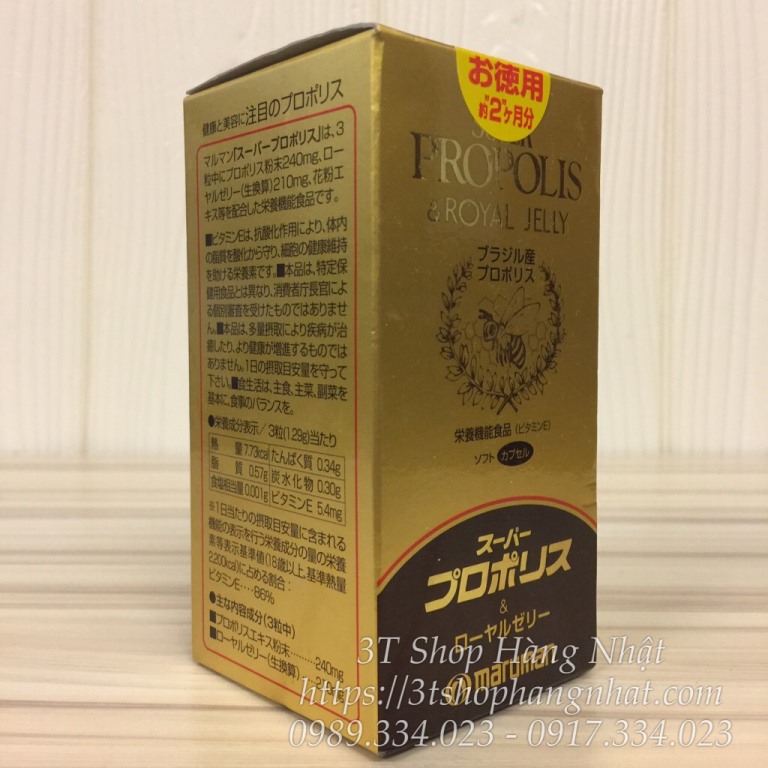 健康と美容に注目のプロポリス
マルマン「スーパープロポリス」は、3
粒中にプロポリス粉末240mg、ロー
ヤルゼリー(生換算)210mg、花粉エ
キス等を配合した栄養機能食品です。
■ビタミンEは、抗酸化作用により、体内
の脂質を酸化から守り、細胞の健康維持
を助ける栄養素です。■本品は、特定保
健用食品とは異なり、消費者庁長官によ
る個別審査を受けたものではありませ
ん。■本品は、多量摂取により疾病が治
癒したり、より健康が増進するものでは
ありません。1日の摂取目安量を守って
下さい。■食生活は、主食、主菜、副菜を
基本に、食事のバランスを。
●栄養成分表示/3粒(1.29g)当たり
熱量 7.73kcal たんぱく質 0.34g
脂質 0.57g 炭水化物 0.30g
食塩相当量 0.001g ビタミンE 5.4mg
※1日当たりの摂取目安量に含まれる
機能の表示を行う栄養成分の量の栄養
素等表示基準値(18歳以上、基準熱量
2,200kcal)に占める割合:
ビタミンE‥‥86%
●主な内容成分(3粒中)
■プロポリスエキス粉末‥‥‥240mg
■ローヤルゼリー(生換算)
お徳用
約2ヶ月分
PROPOLIS
& ROYAL JELLY
ブラジル産
プロポリス
栄養機能食品(ビタミンE)
ソフト カプセル
スーパー
プロポリス
&
ローヤルゼリー
maruman
3T Shop Hàng Nhật
https://3tshophangnhat.com
0989.334.023 - 0917.334.023